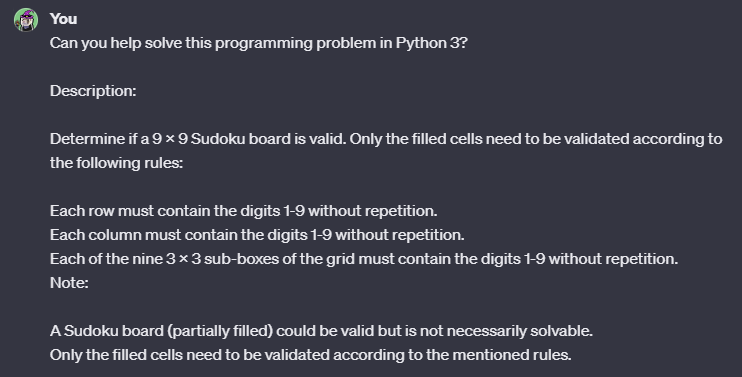 You
Can you help solve this programming problem in Python 3?
Description:
Determine if a 9 × 9 Sudoku board is valid. Only the filled cells need to be validated according to
the following rules:
Each row must contain the digits 1-9 without repetition.
Each column must contain the digits 1-9 without repetition.
Each of the nine 3 × 3 sub-boxes of the grid must contain the digits 1-9 without repetition.
Note:
A Sudoku board (partially filled) could be valid but is not necessarily solvable.
Only the filled cells need to be validated according to the mentioned rules.